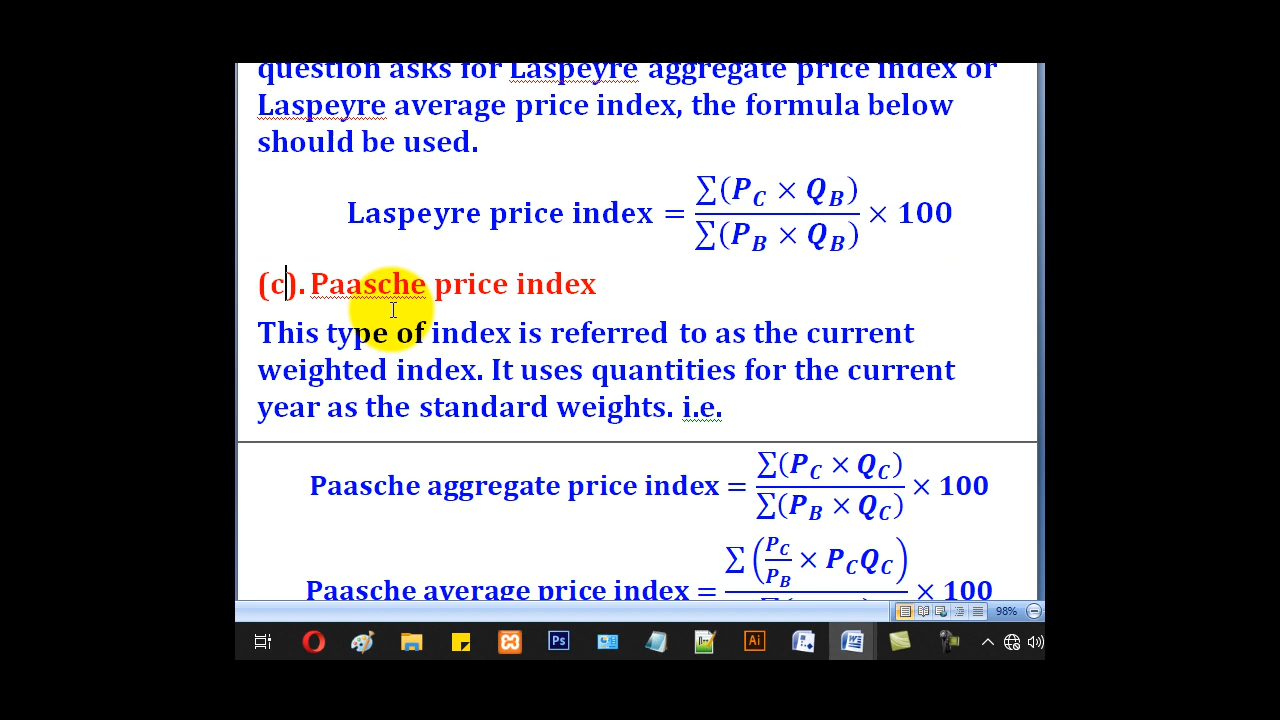 question asks for Laspeyre aggregate price index or
Laspeyre average price index, the formula below
should be used.
Laspeyre price index = ∑(P_C × Q_B) / ∑(P_B × Q_B) × 100
(c). Paasche price index
This type of index is referred to as the current
weighted index. It uses quantities for the current
year as the standard weights. i.e.
Paasche aggregate price index = ∑(P_C × Q_C) / ∑(P_B × Q_C) × 100
Paasche average price index = ∑(P_C/P_B × P_CQ_C) × 100
98%
Ps
Ai